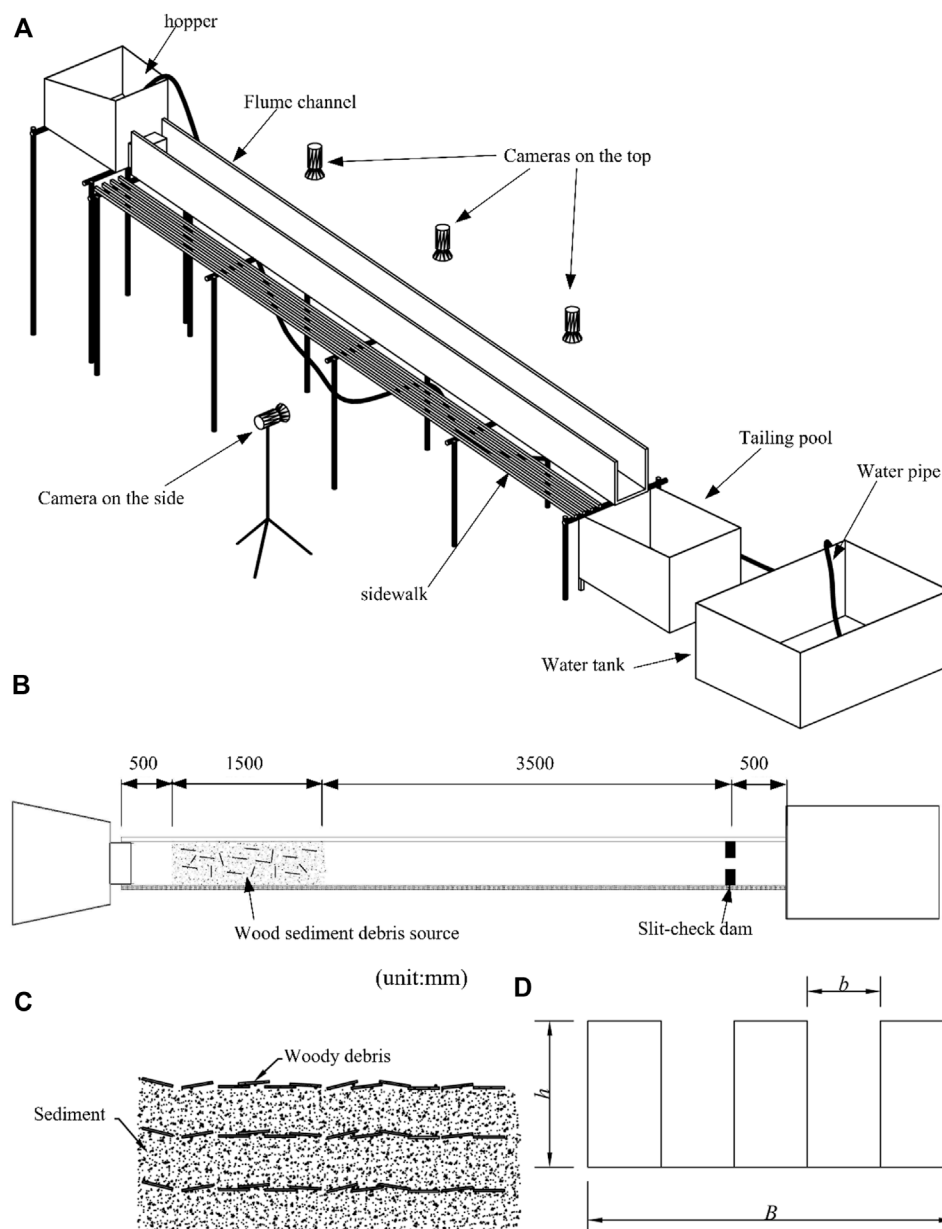 A
hopper
Flume channel
Cameras on the top
Camera on the side
Tailing pool
Water pipe
sidewalk
Water tank
B
500
1500
3500
500
Wood sediment debris source
Slit-check dam
(unit:mm)
C
D
Woody debris
Sediment
b
h
B